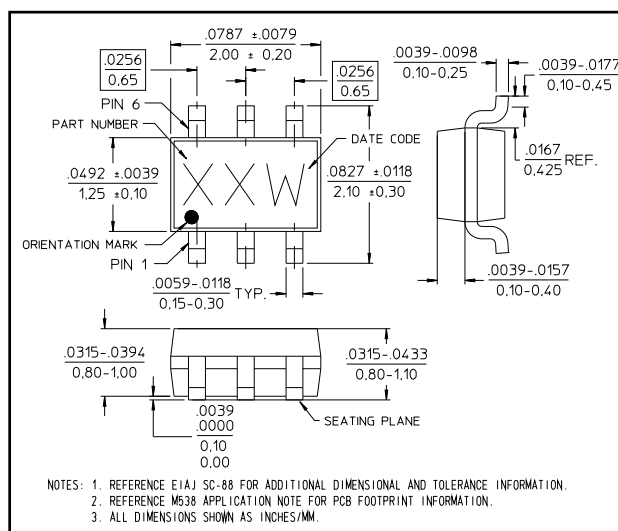 .0787 ±.0079
2.00 ± 0,20
.0256
0.65
.0256
0.65
.0039-.0098
0,10-0,25
.0039-.0177
0,10-0,45
PIN 6
PART NUMBER
DATE CODE
.0167
0,425
REF.
.0492 ±.0039
1,25 ±0,10
XXW
.0827 ±.0118
2,10 ±0,30
ORIENTATION MARK
PIN 1
.0059-.0118
0,15-0,30
TYP.
.0039-.0157
0,10-0,40
.0315-.0394
0,80-1,00
.0315-.0433
0,80-1,10
.0039
.0000
0,10
0,00
SEATING PLANE
NOTES: 1. REFERENCE EIAJ SC-88 FOR ADDITIONAL DIMENSIONAL AND TOLERANCE INFORMATION.
2. REFERENCE M538 APPLICATION NOTE FOR PCB FOOTPRINT INFORMATION.
3. ALL DIMENSIONS SHOWN AS INCHES/MM.